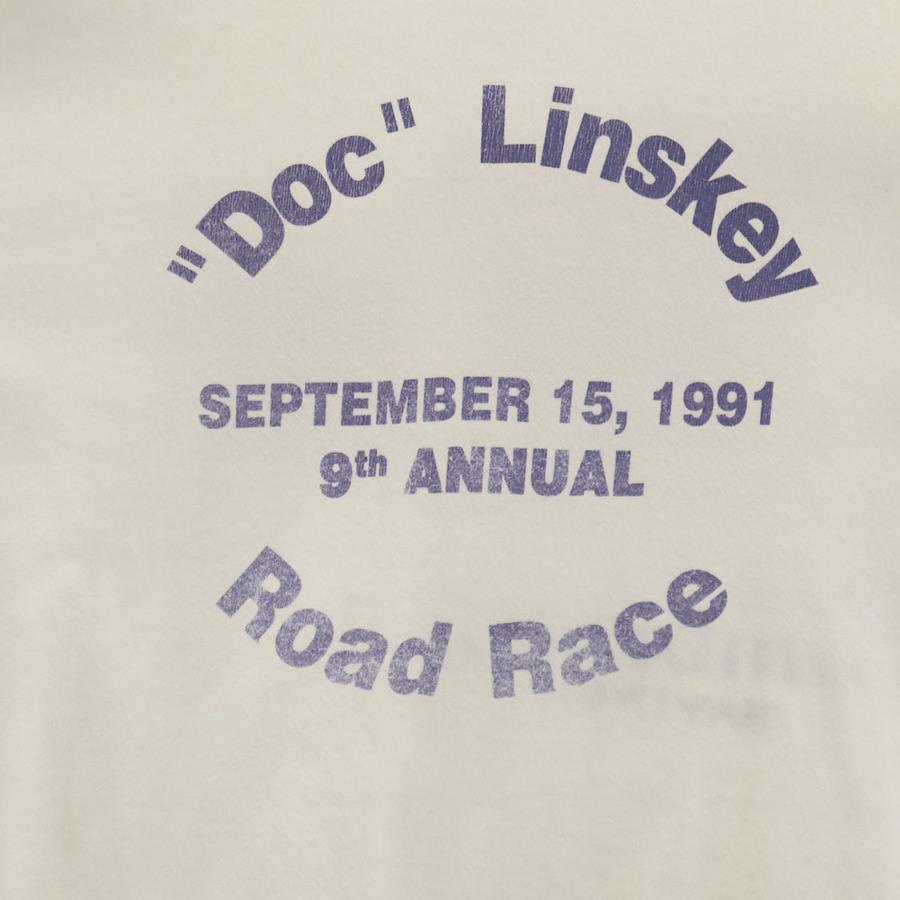 "Doc" Linskey
SEPTEMBER 15, 1991
9th ANNUAL
Road Race